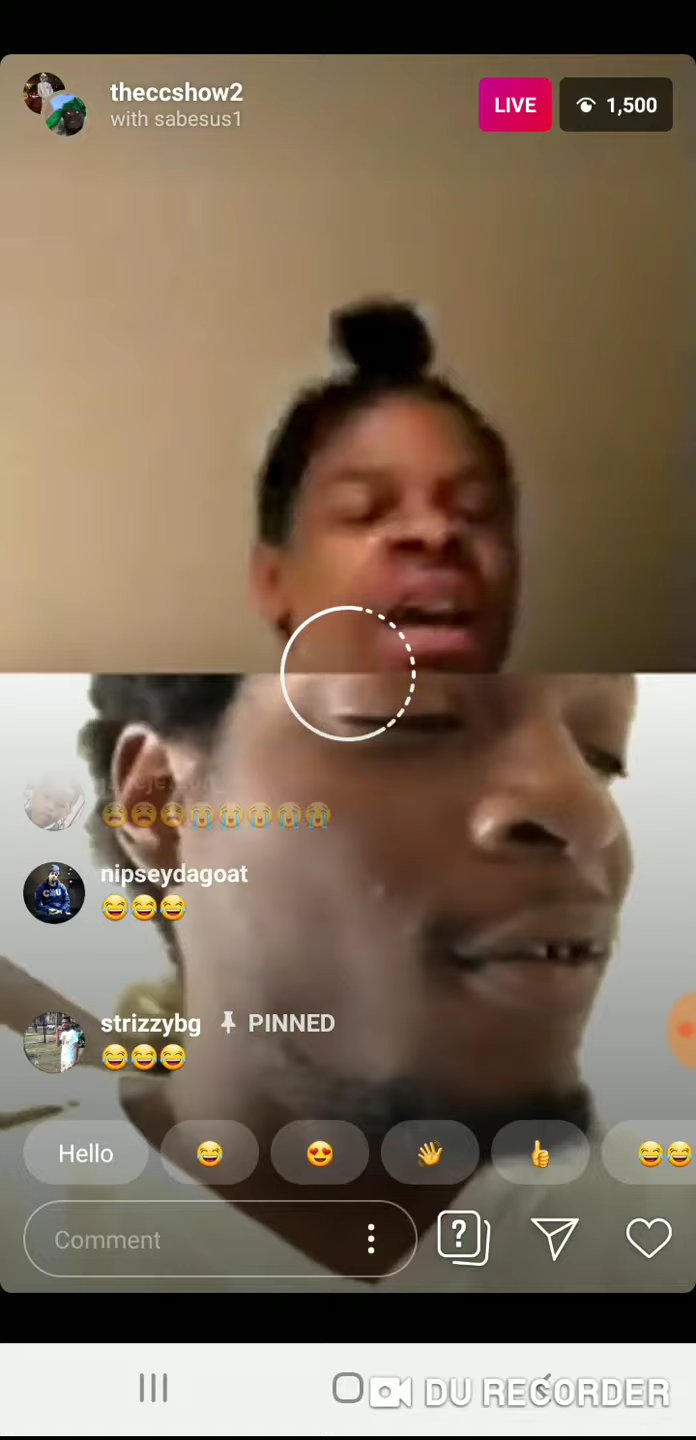 theccshow2
with sabesus1
LIVE
1,500
nipseydagoat
😂😂😂
strizzybg PINNED
😂😂😂
Hello
Comment
DU RECORDER